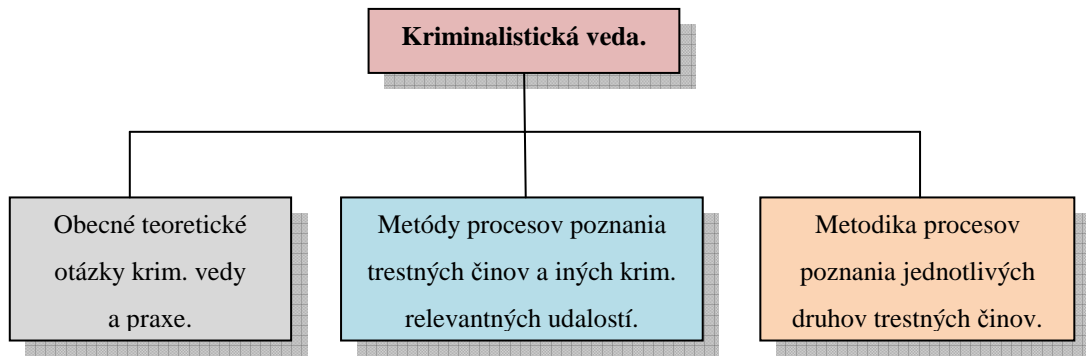 Kriminalistická veda.
Obecné teoretické
otázky krim. vedy
a praxe.
Metódy procesov poznania
trestných činov a iných krim.
relevantných udalostí.
Metodika procesov
poznania jednotlivých
druhov trestných činov.